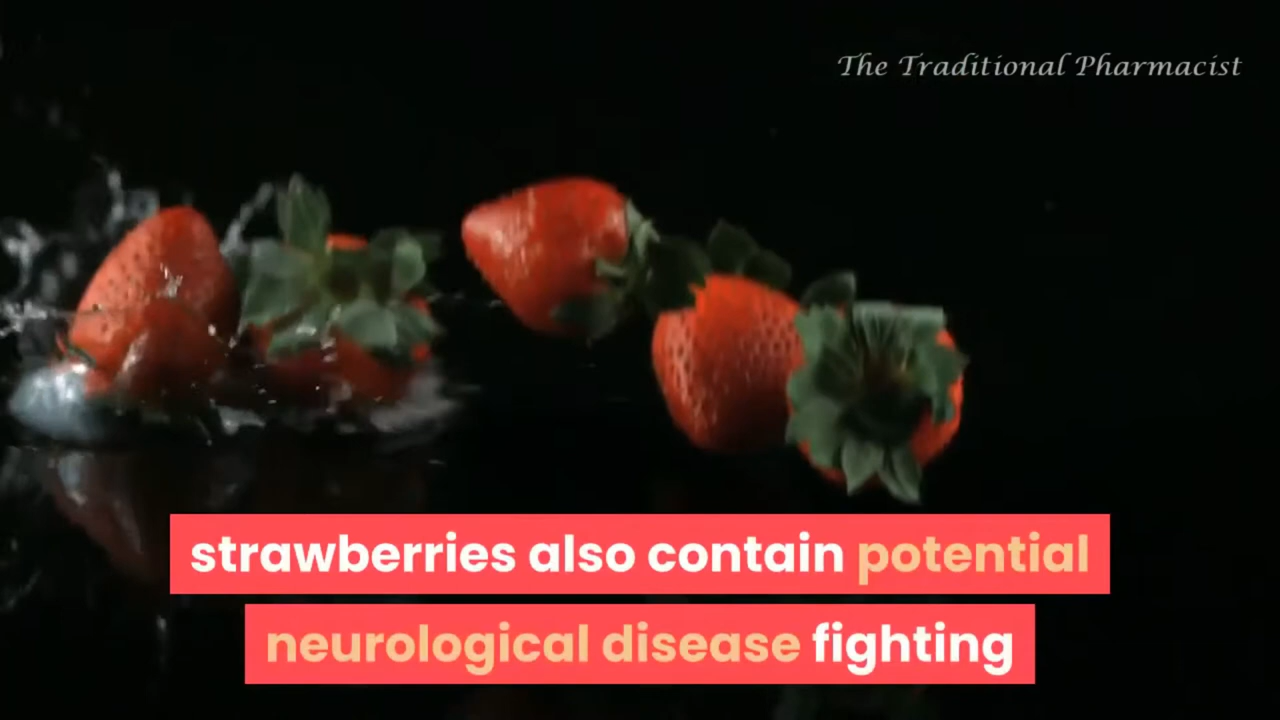 The Traditional Pharmacist
strawberries also contain potential
neurological disease fighting